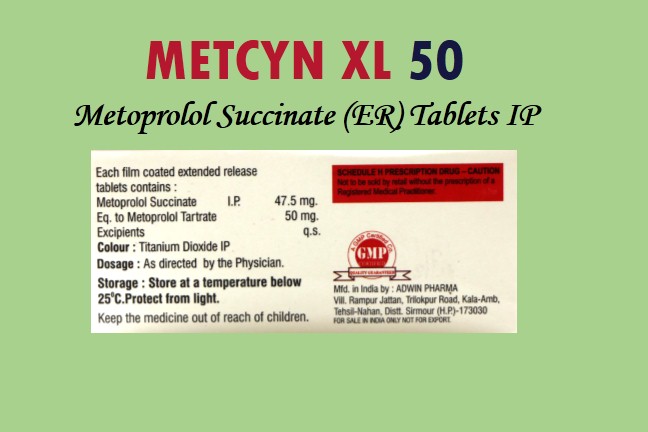 METCYN XL 50
Metoprolol Succinate (ER) Tablets IP
Each film coated extended release
tablets contains :
Metoprolol Succinate I.P. 47.5 mg.
Eq. to Metoprolol Tartrate 50 mg.
Excipients q.s.
Colour : Titanium Dioxide IP
Dosage : As directed by the Physician.
Storage : Store at a temperature below
25°C.Protect from light.
Keep the medicine out of reach of children.
SCHEDULE H PRESCRIPTION DRUG – CAUTION
Not to be sold by retail without the prescription of a
Registered Medical Practitioner.
A GMP Certified Co.
GMP
QUALITY GUARANTEED
Mfd. in India by : ADWIN PHARMA
Vill. Rampur Jattan, Trilokpur Road, Kala-Amb,
Tehsil-Nahan, Distt. Sirmour (H.P.)-173030
FOR SALE IN INDIA ONLY NOT FOR EXPORT.